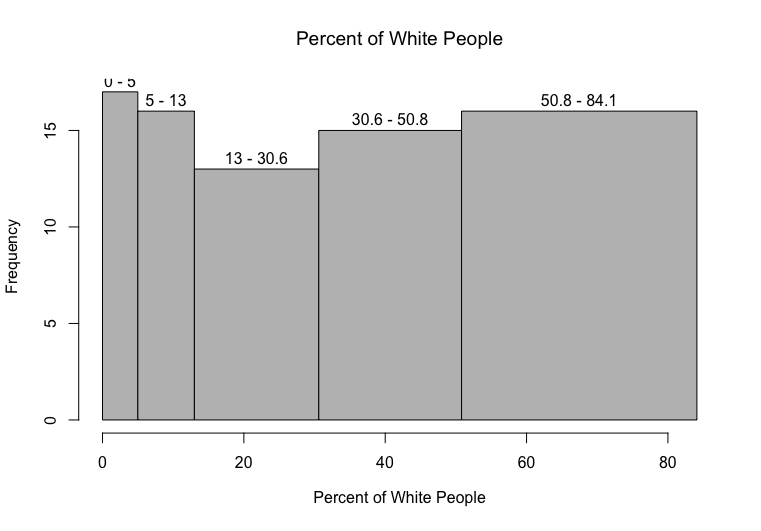 Percent of White People
0 - 5
5 - 13
13 - 30.6
30.6 - 50.8
50.8 - 84.1
Frequency
15
10
5
0
0 20 40 60 80
Percent of White People